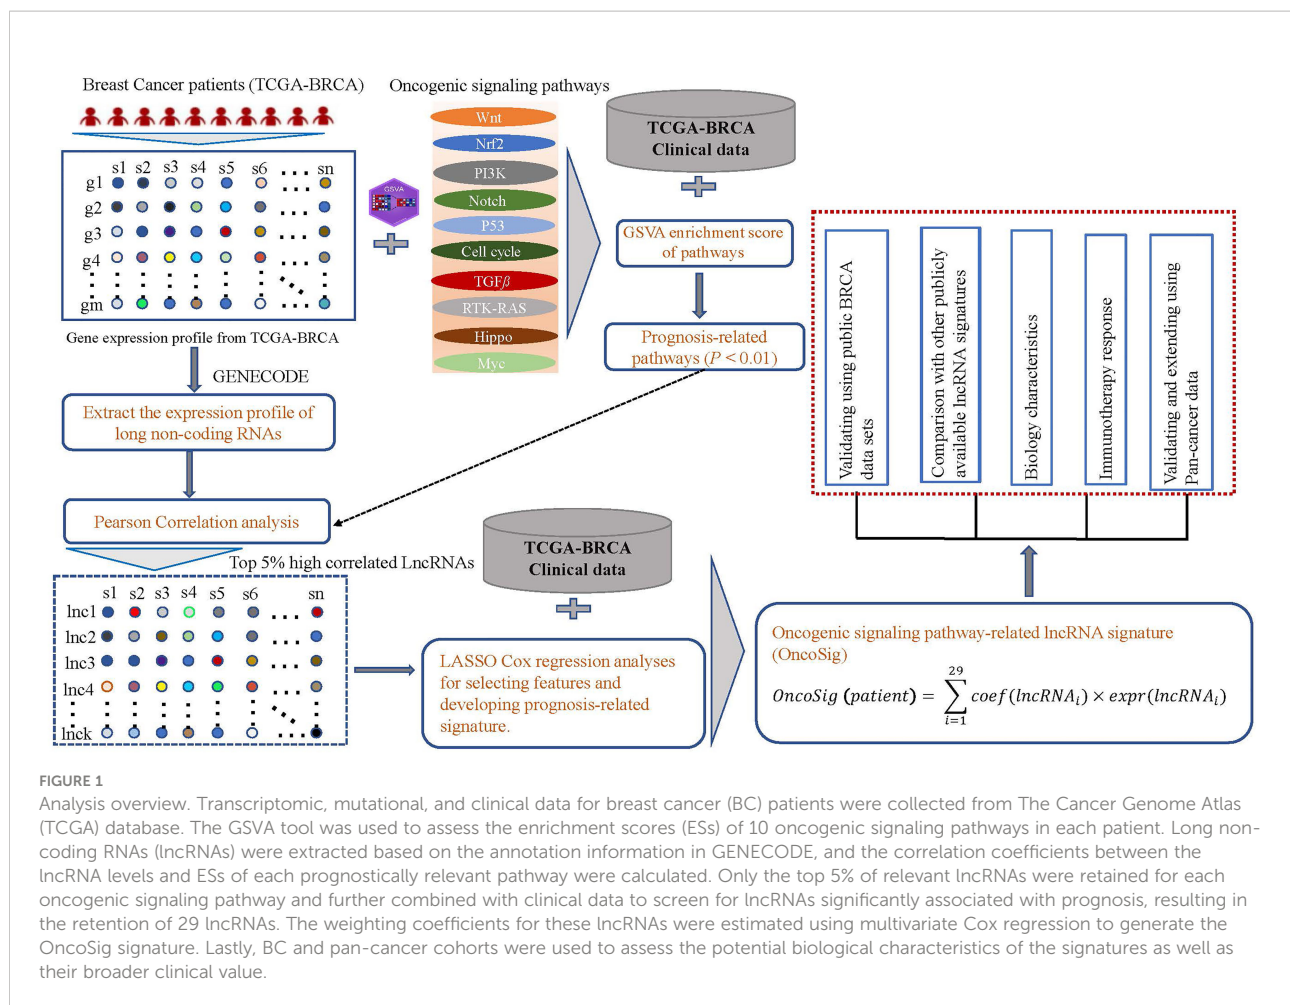 Breast Cancer patients (TCGA-BRCA)
s1 s2 s3 s4 s5 s6 ... sn
g1 ...
g2 ...
g3 ...
g4 ...
gm ...
Gene expression profile from TCGA-BRCA
GSVA
Oncogenic signaling pathways
Wnt
Nrf2
PI3K
Notch
P53
Cell cycle
TGFβ
RTK-RAS
Hippo
Myc
TCGA-BRCA
Clinical data
GSVA enrichment score
of pathways
Prognosis-related
pathways (P < 0.01)
GENECODE
Extract the expression profile of
long non-coding RNAs
Pearson Correlation analysis
Top 5% high correlated LncRNAs
s1 s2 s3 s4 s5 s6 ... sn
lnc1 ...
lnc2 ...
lnc3 ...
lnc4 ...
lnck ...
TCGA-BRCA
Clinical data
LASSO Cox regression analyses
for selecting features and
developing prognosis-related
signature.
Oncogenic signaling pathway-related lncRNA signature
(OncoSig)
OncoSig (patient) = ∑ i=1 29 coef(lncRNAi) × expr(lncRNAi)
Validating using public BRCA
data sets
Comparison with other publicly
available lncRNA signatures
Biology characteristics
Immunotherapy response
Validating and extending using
Pan-cancer data
FIGURE 1
Analysis overview. Transcriptomic, mutational, and clinical data for breast cancer (BC) patients were collected from The Cancer Genome Atlas
(TCGA) database. The GSVA tool was used to assess the enrichment scores (ESs) of 10 oncogenic signaling pathways in each patient. Long non-
coding RNAs (lncRNAs) were extracted based on the annotation information in GENECODE, and the correlation coefficients between the
lncRNA levels and ESs of each prognostically relevant pathway were calculated. Only the top 5% of relevant lncRNAs were retained for each
oncogenic signaling pathway and further combined with clinical data to screen for lncRNAs significantly associated with prognosis, resulting in
the retention of 29 lncRNAs. The weighting coefficients for these lncRNAs were estimated using multivariate Cox regression to generate the
OncoSig signature. Lastly, BC and pan-cancer cohorts were used to assess the potential biological characteristics of the signatures as well as
their broader clinical value.